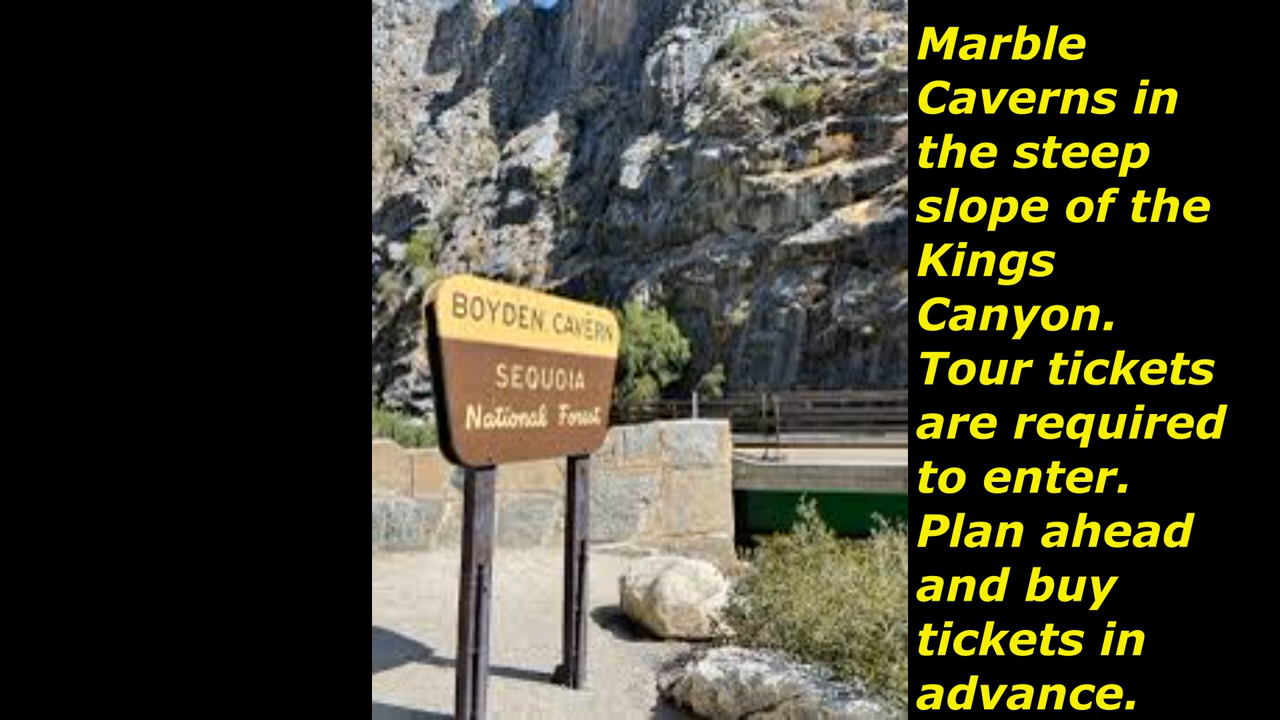 BOYDEN CAVERN
SEQUOIA
National Forest
Marble
Caverns in
the steep
slope of the
Kings
Canyon.
Tour tickets
are required
to enter.
Plan ahead
and buy
tickets in
advance.